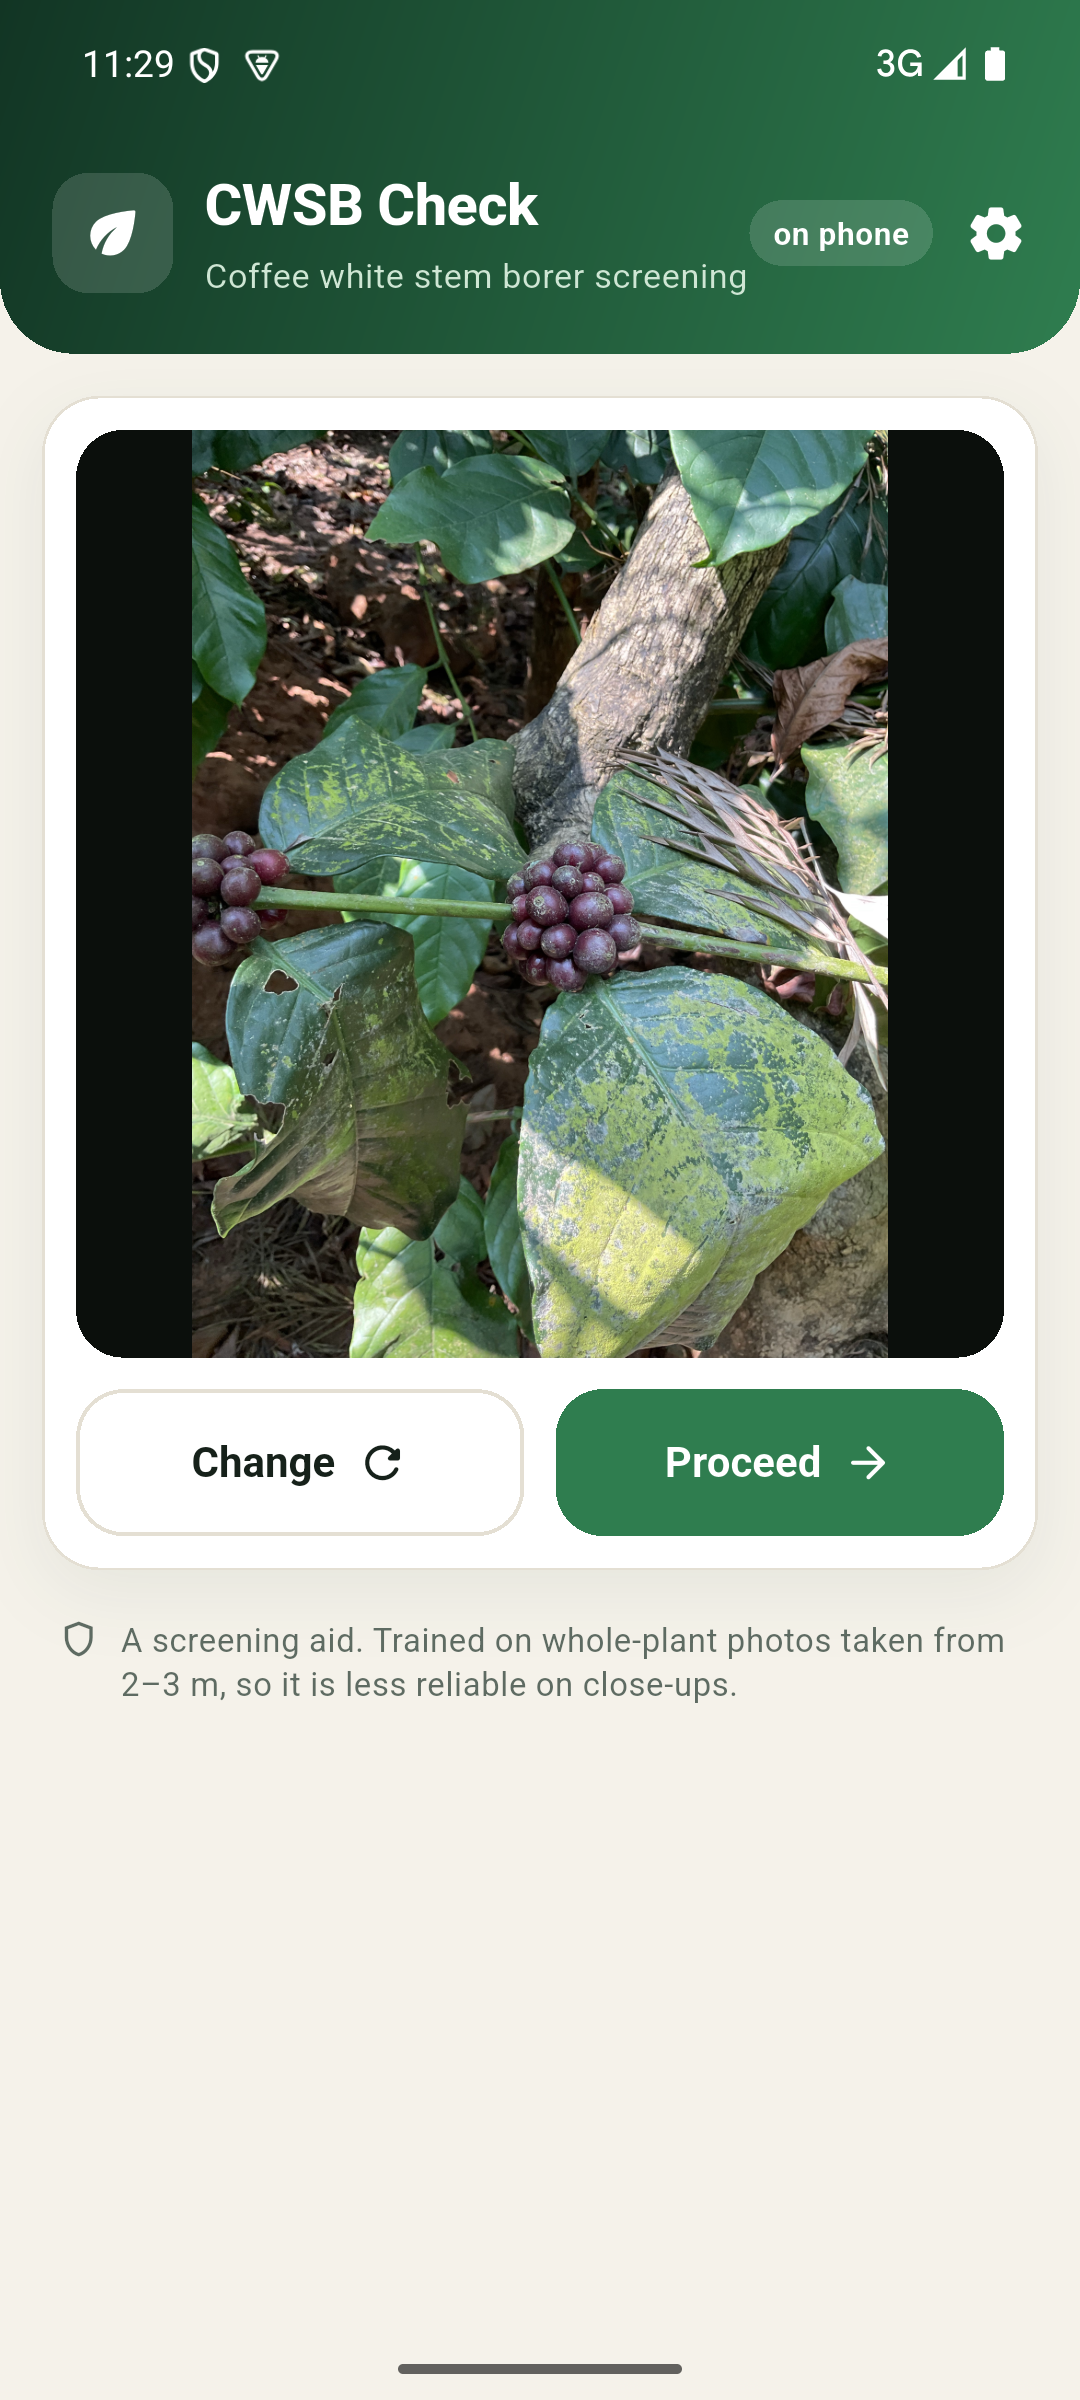 11:29
3G
CWSB Check
Coffee white stem borer screening
on phone
Change
Proceed
A screening aid. Trained on whole-plant photos taken from
2–3 m, so it is less reliable on close-ups.